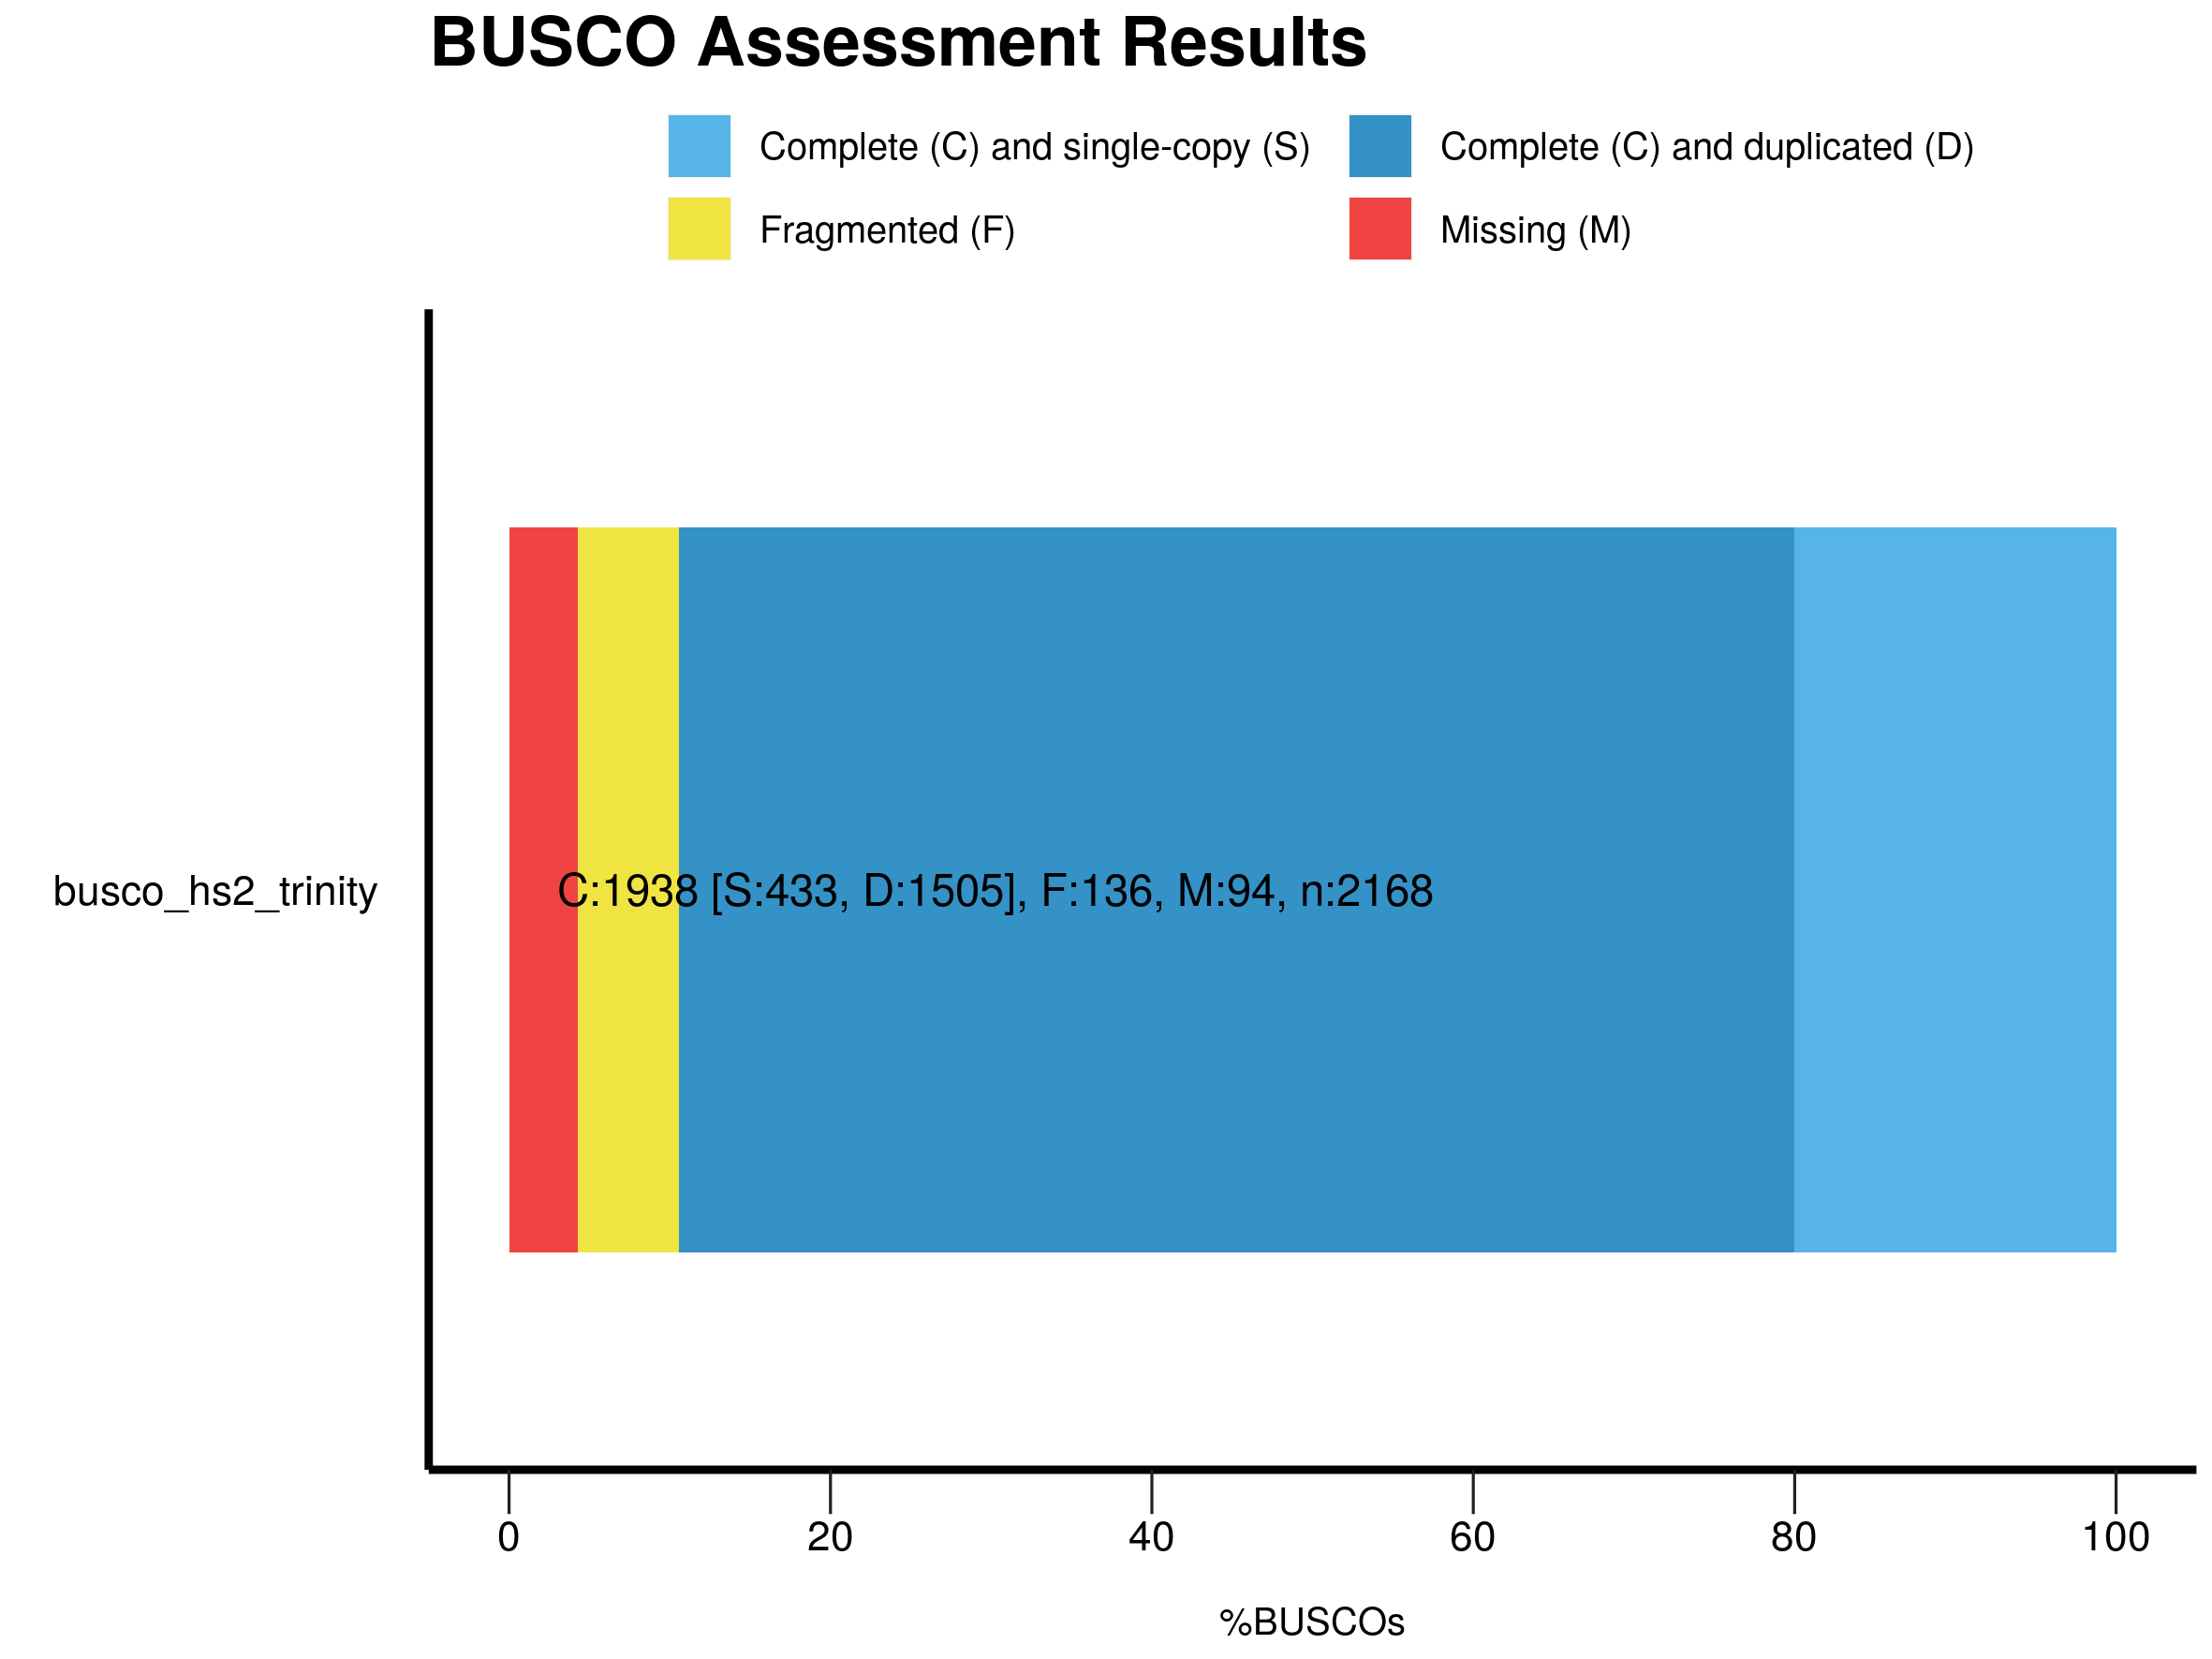 BUSCO Assessment Results
Complete (C) and single-copy (S)
Complete (C) and duplicated (D)
Fragmented (F)
Missing (M)
busco_hs2_trinity
C:1938 [S:433, D:1505], F:136, M:94, n:2168
0
20
40
60
80
100
%BUSCOs